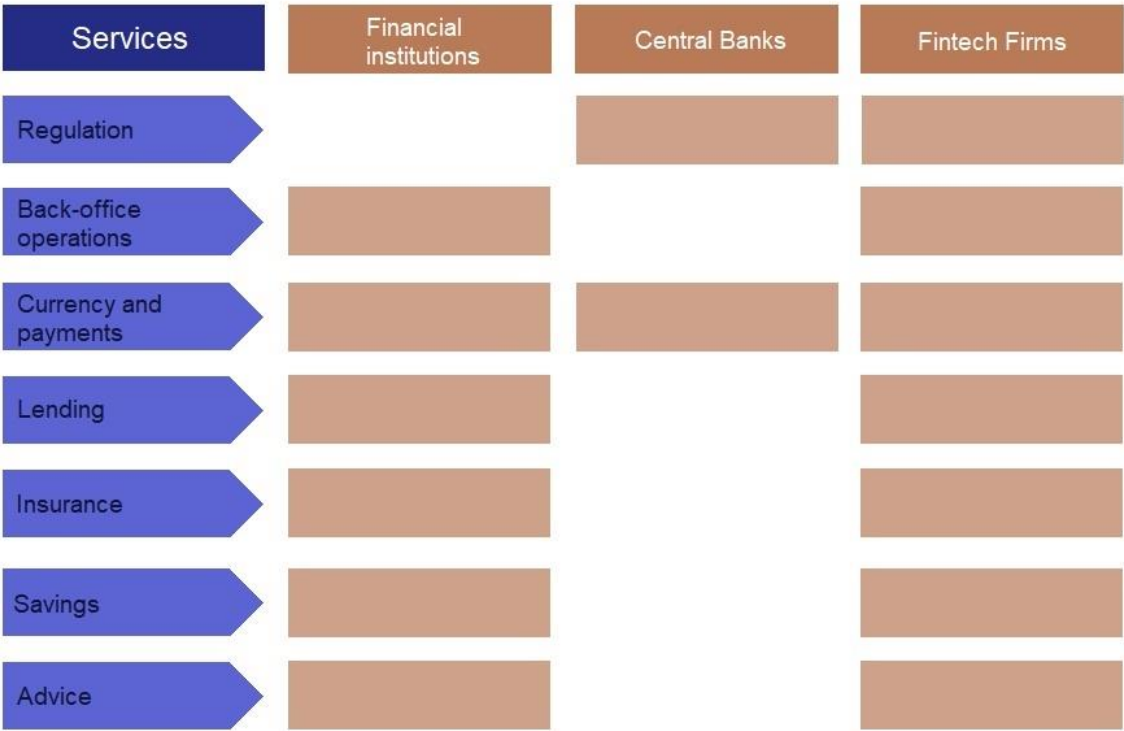 Services
Financial
institutions
Central Banks
Fintech Firms
Regulation
Back-office
operations
Currency and
payments
Lending
Insurance
Savings
Advice